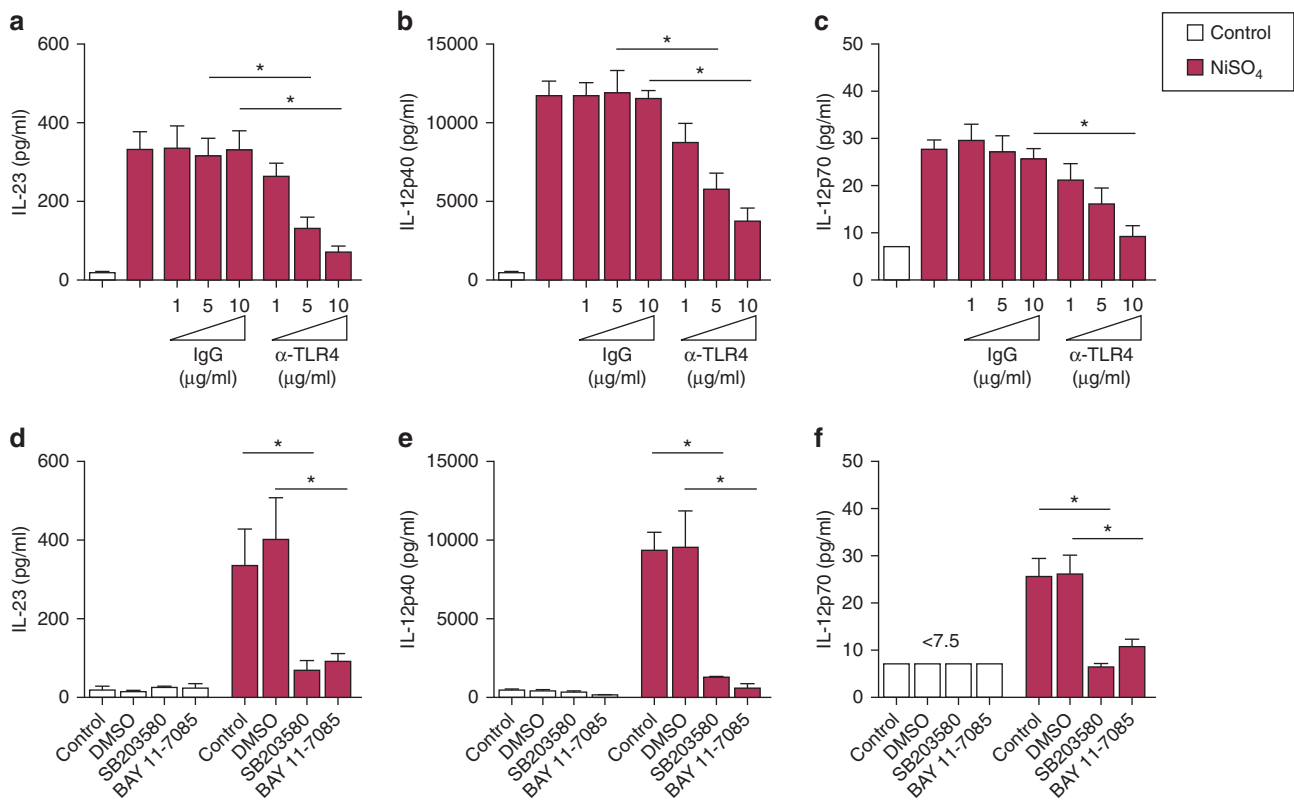 a
600
400
200
0
IL-23 (pg/ml)
*
*
1 5 10 1 5 10
IgG
(μg/ml)
α-TLR4
(μg/ml)
b
15000
10000
5000
0
IL-12p40 (pg/ml)
*
*
1 5 10 1 5 10
IgG
(μg/ml)
α-TLR4
(μg/ml)
c
50
40
30
20
10
0
IL-12p70 (pg/ml)
*
1 5 10 1 5 10
IgG
(μg/ml)
α-TLR4
(μg/ml)
Control
NiSO₄
d
600
400
200
0
IL-23 (pg/ml)
*
*
Control
DMSO
SB203580
BAY 11-7085
Control
DMSO
SB203580
BAY 11-7085
e
15000
10000
5000
0
IL-12p40 (pg/ml)
*
*
Control
DMSO
SB203580
BAY 11-7085
Control
DMSO
SB203580
BAY 11-7085
f
50
40
30
20
10
0
IL-12p70 (pg/ml)
<7.5
*
*
Control
DMSO
SB203580
BAY 11-7085
Control
DMSO
SB203580
BAY 11-7085